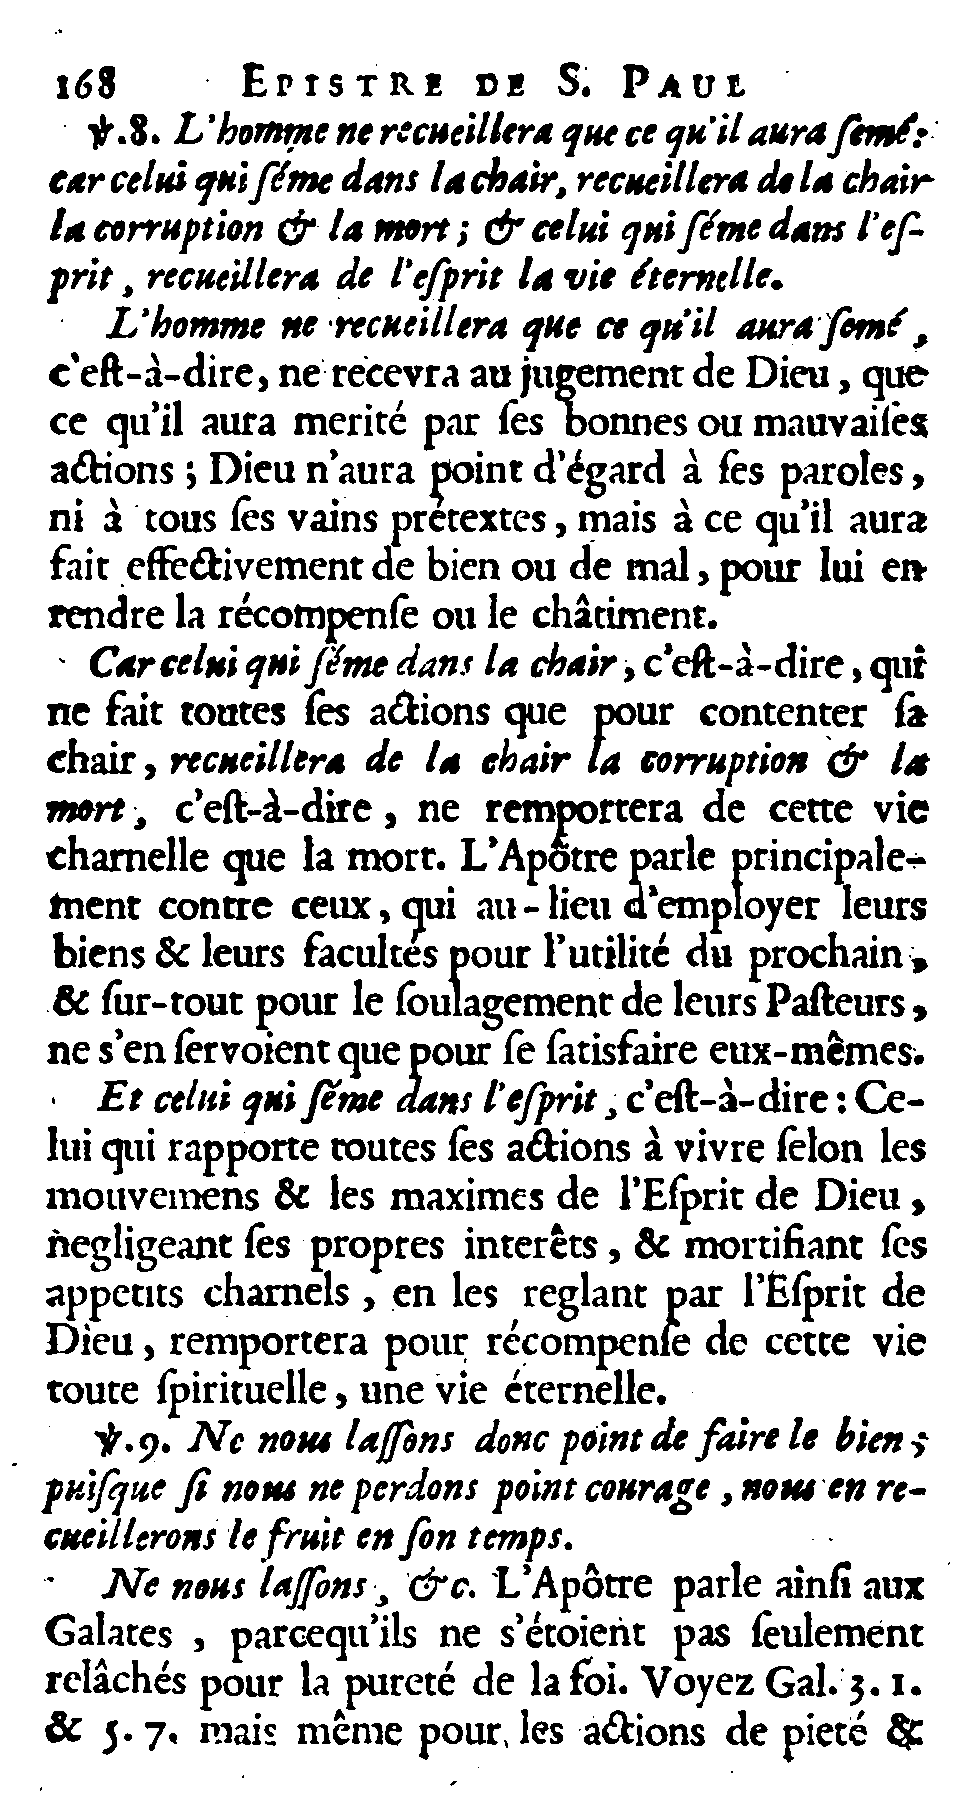 168 EPISTRE DE S. PAUL
℣.8. L'homme ne recueillera que ce qu'il aura ſemé:
car celui qui ſéme dans la chair, recueillera de la chair
la corruption & la mort; & celui qui ſéme dans l'eſ-
prit, recueillera de l'eſprit la vie éternelle.
L'homme ne recueillera que ce qu'il aura ſemé,
c'eſt-à-dire, ne recevra au jugement de Dieu, que
ce qu'il aura merité par ſes bonnes ou mauvaiſes
actions; Dieu n'aura point d'égard à ſes paroles,
ni à tous ſes vains prétextes, mais à ce qu'il aura
fait effectivement de bien ou de mal, pour lui en
rendre la récompenſe ou le châtiment.
Car celui qui ſéme dans la chair, c'eſt-à-dire, qui
ne fait toutes ſes actions que pour contenter ſa
chair, recueillera de la chair la corruption & la
mort, c'eſt-à-dire, ne remportera de cette vie
charnelle que la mort. L'Apôtre parle principale-
ment contre ceux, qui au-lieu d'employer leurs
biens & leurs facultés pour l'utilité du prochain,
& ſur-tout pour le ſoulagement de leurs Paſteurs,
ne s'en ſervoient que pour ſe ſatisfaire eux-mêmes.
Et celui qui ſéme dans l'eſprit, c'eſt-à-dire: Ce-
lui qui rapporte toutes ſes actions à vivre ſelon les
mouvemens & les maximes de l'Eſprit de Dieu,
negligeant ſes propres interêts, & mortifiant ſes
appetits charnels, en les reglant par l'Eſprit de
Dieu, remportera pour récompenſe de cette vie
toute ſpirituelle, une vie éternelle.
℣.9. Ne nous laſſons donc point de faire le bien;
puiſque ſi nous ne perdons point courage, nous en re-
cueillerons le fruit en ſon temps.
Ne nous laſſons, &c. L'Apôtre parle ainſi aux
Galates, parcequ'ils ne s'étoient pas ſeulement
relâchés pour la pureté de la foi. Voyez Gal. 3. 1.
& 5. 7. mais même pour les actions de pieté &